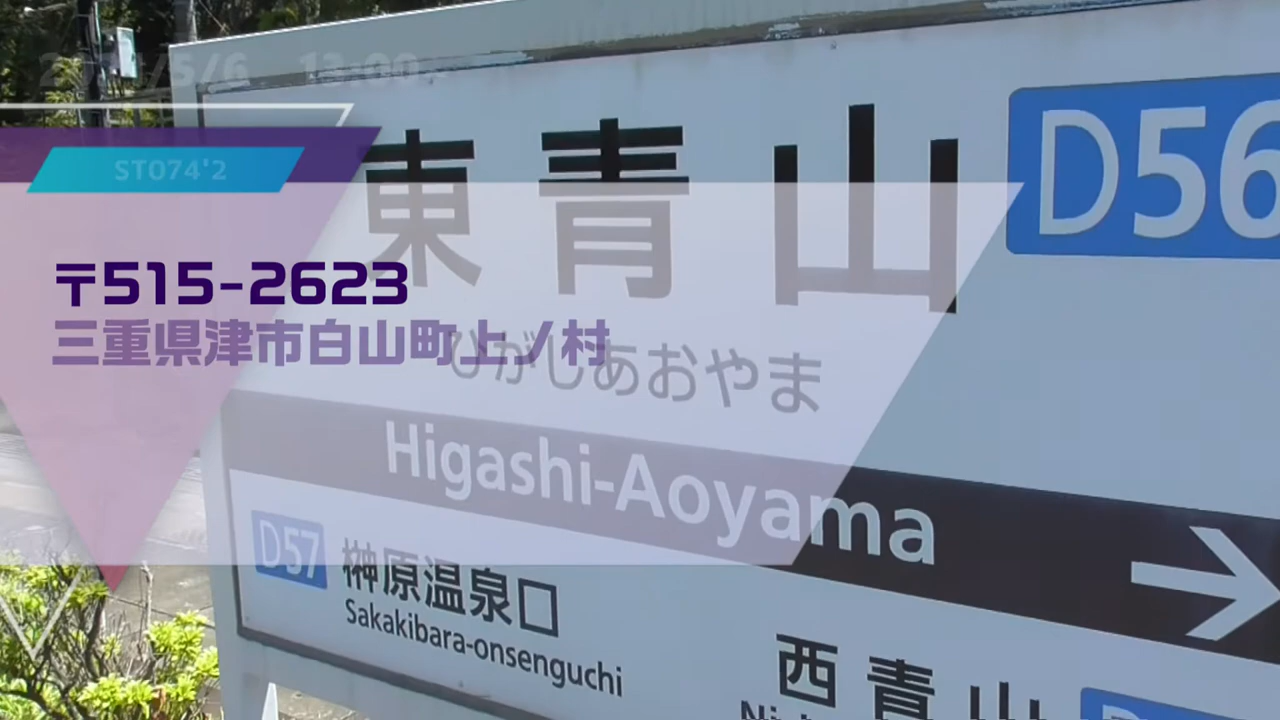 ST074'2
〒515-2623
三重県津市白山町上ノ村
東青山
D56
ひがしあおやま
Higashi-Aoyama
D57
榊原温泉口
Sakakibara-onsenguchi
西青山